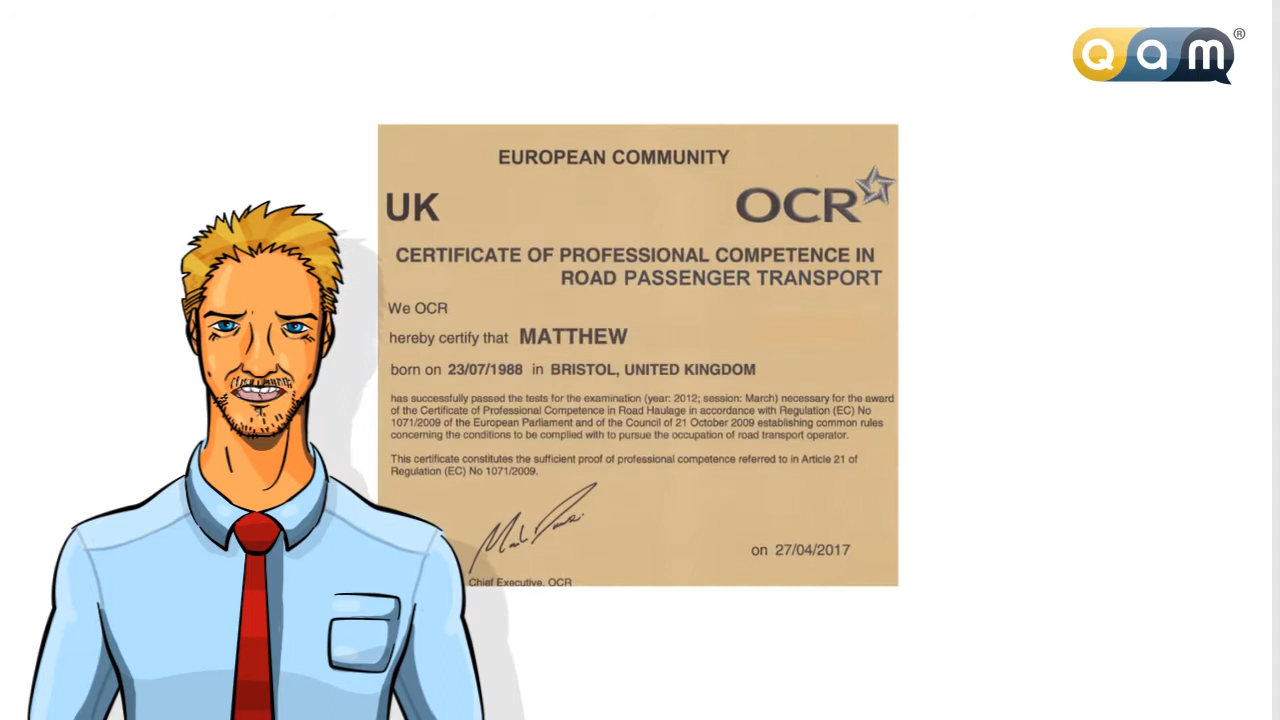 Qam®
EUROPEAN COMMUNITY
UK
OCR
CERTIFICATE OF PROFESSIONAL COMPETENCE IN
ROAD PASSENGER TRANSPORT
We OCR
hereby certify that MATTHEW
born on 23/07/1988 in BRISTOL, UNITED KINGDOM
has successfully passed the tests for the examination (year: 2012; session: March) necessary for the award
of the Certificate of Professional Competence in Road Haulage in accordance with Regulation (EC) No
1071/2009 of the European Parliament and of the Council of 21 October 2009 establishing common rules
concerning the conditions to be complied with to pursue the occupation of road transport operator.
This certificate constitutes the sufficient proof of professional competence referred to in Article 21 of
Regulation (EC) No 1071/2009.
on 27/04/2017
Chief Executive, OCR